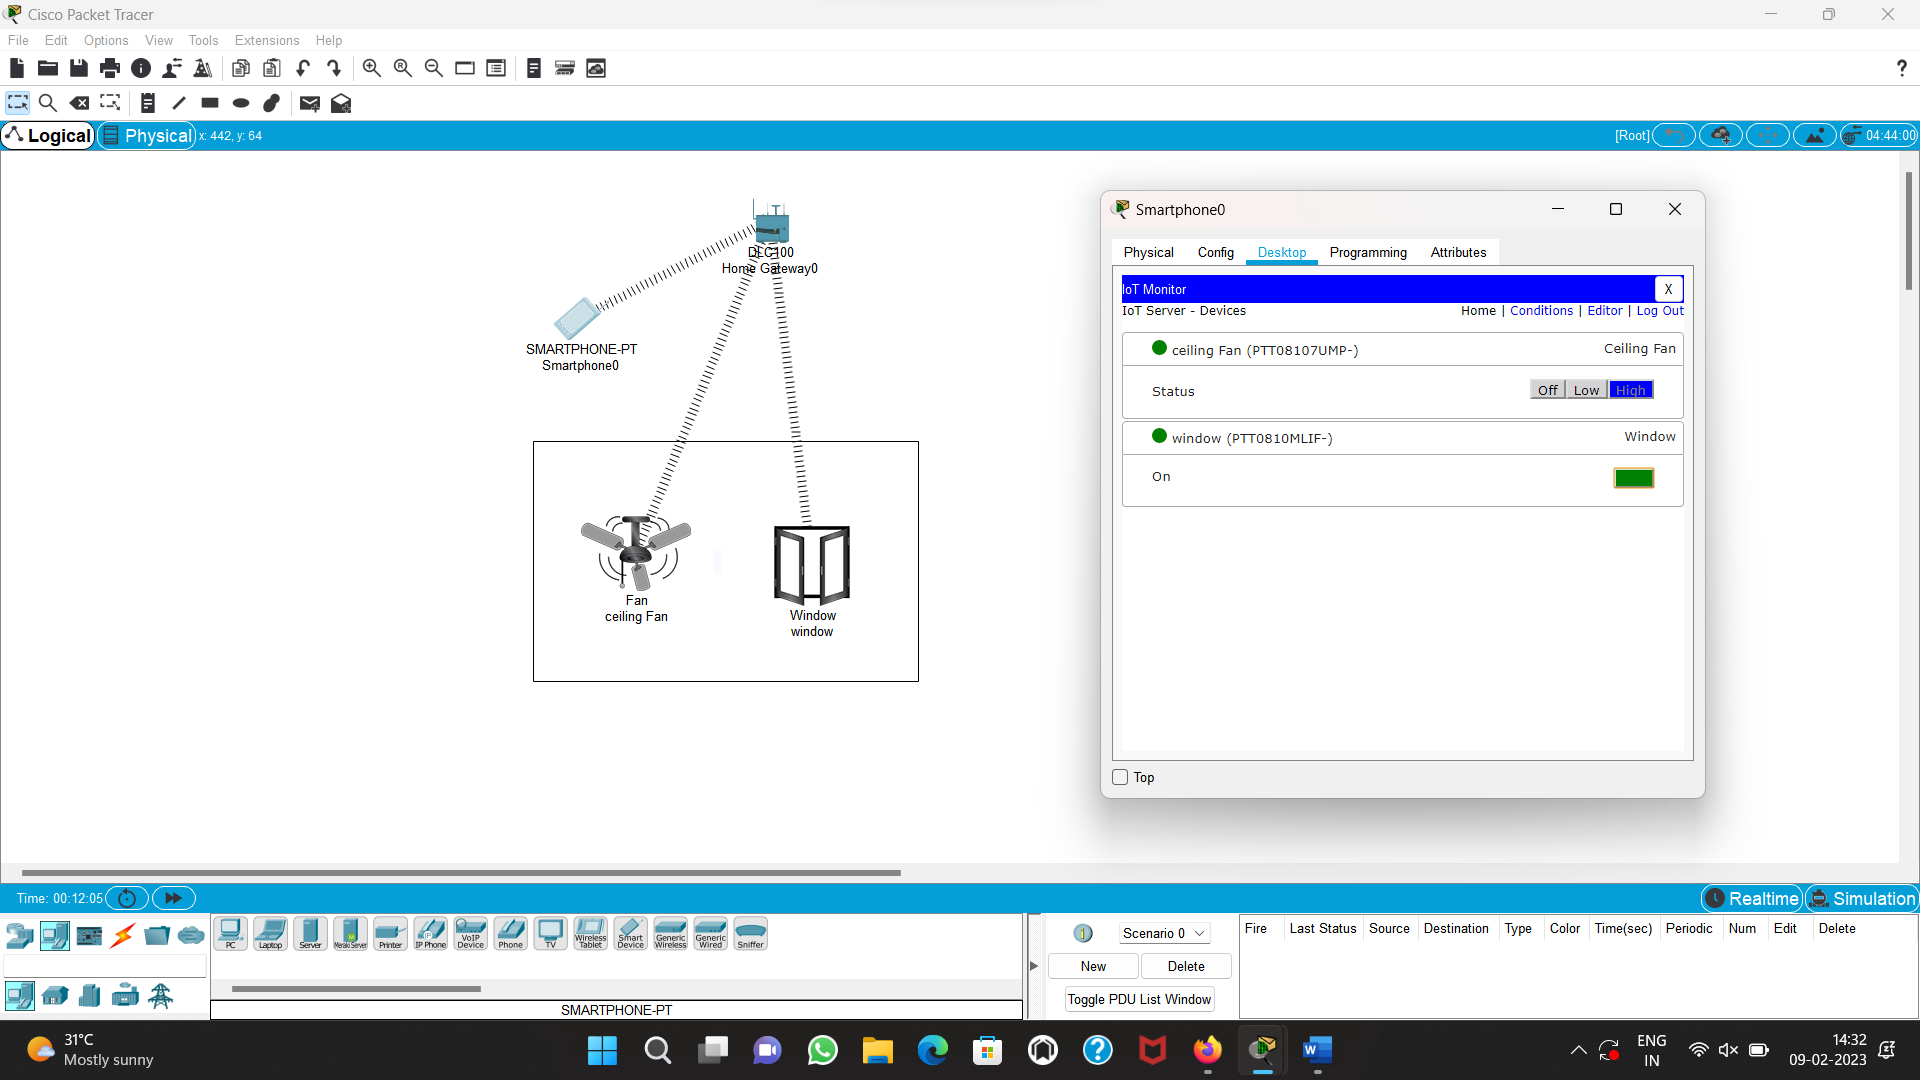 Cisco Packet Tracer
File Edit Options View Tools Extensions Help
?
Logical Physical x: 442, y: 64 [Root] 04:44:00
DLC100
Home Gateway0
SMARTPHONE-PT
Smartphone0
Fan
ceiling Fan
Window
window
Smartphone0
Physical Config Desktop Programming Attributes
IoT Monitor X
IoT Server - Devices Home | Conditions | Editor | Log Out
ceiling Fan (PTT08107UMP-) Ceiling Fan
Status Off Low High
window (PTT0810MLIF-) Window
On
Top
Time: 00:12:05 Realtime Simulation
PC Laptop Server Meraki Server Printer IP Phone VoIP Device Phone TV Wireless Tablet Smart Device Generic Wireless Generic Wired Sniffer
SMARTPHONE-PT
1 Scenario 0
New Delete
Toggle PDU List Window
Fire Last Status Source Destination Type Color Time(sec) Periodic Num Edit Delete
31°C
Mostly sunny
ENG
IN
14:32
09-02-2023